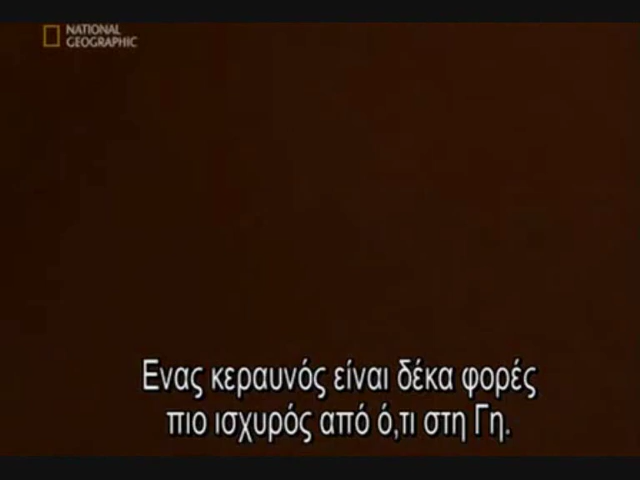 NATIONAL
GEOGRAPHIC
Ενας κεραυνός είναι δέκα φορές
πιο ισχυρός από ό,τι στη Γη.